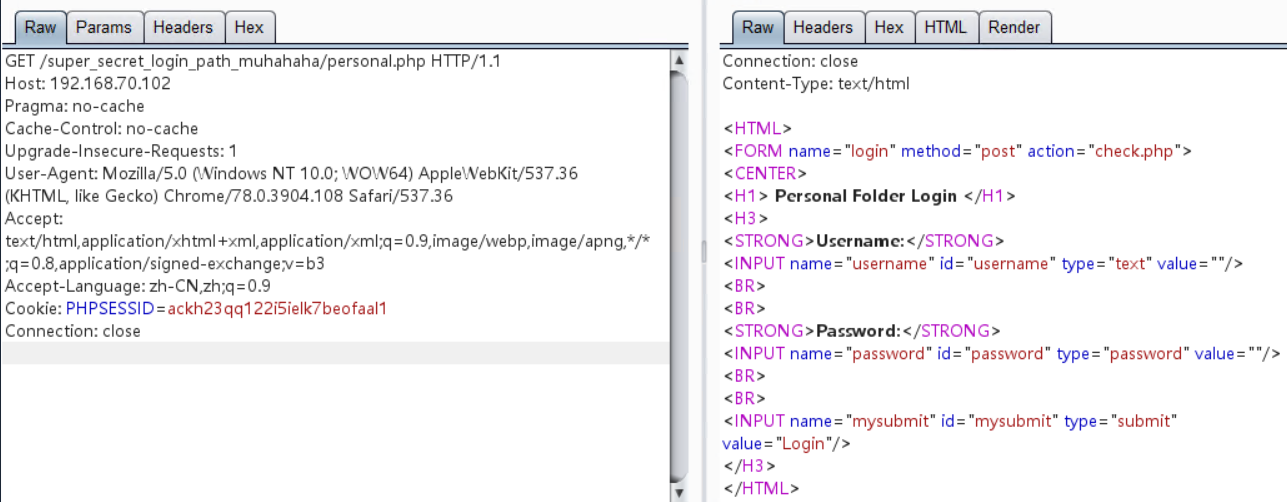 Raw Params Headers Hex
GET /super_secret_login_path_muhahaha/personal.php HTTP/1.1
Host: 192.168.70.102
Pragma: no-cache
Cache-Control: no-cache
Upgrade-Insecure-Requests: 1
User-Agent: Mozilla/5.0 (Windows NT 10.0; WOW64) AppleWebKit/537.36
(KHTML, like Gecko) Chrome/78.0.3904.108 Safari/537.36
Accept:
text/html,application/xhtml+xml,application/xml;q=0.9,image/webp,image/apng,*/*
;q=0.8,application/signed-exchange;v=b3
Accept-Language: zh-CN,zh;q=0.9
Cookie: PHPSESSID=ackh23qq122i5ielk7beofaal1
Connection: close
Raw Headers Hex HTML Render
Connection: close
Content-Type: text/html
<HTML>
<FORM name="login" method="post" action="check.php">
<CENTER>
<H1> Personal Folder Login </H1>
<H3>
<STRONG>Username:</STRONG>
<INPUT name="username" id="username" type="text" value=""/>
<BR>
<BR>
<STRONG>Password:</STRONG>
<INPUT name="password" id="password" type="password" value=""/>
<BR>
<BR>
<INPUT name="mysubmit" id="mysubmit" type="submit"
value="Login"/>
</H3>
</HTML>